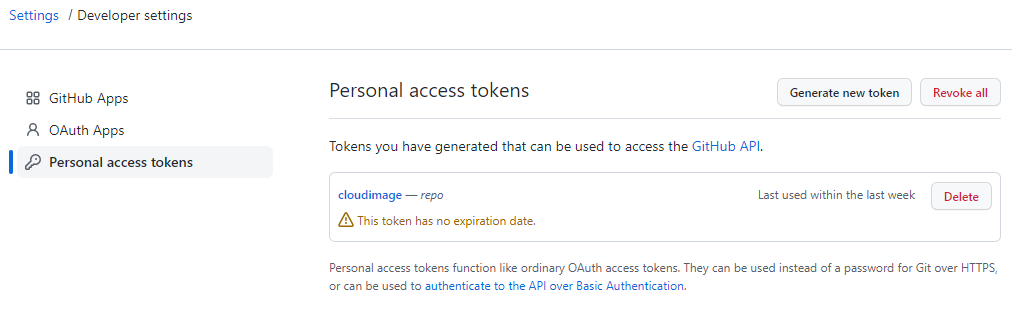 Settings / Developer settings
GitHub Apps
OAuth Apps
Personal access tokens
Personal access tokens
Generate new token
Revoke all
Tokens you have generated that can be used to access the GitHub API.
cloudimage — repo
Last used within the last week
Delete
This token has no expiration date.
Personal access tokens function like ordinary OAuth access tokens. They can be used instead of a password for Git over HTTPS,
or can be used to authenticate to the API over Basic Authentication.